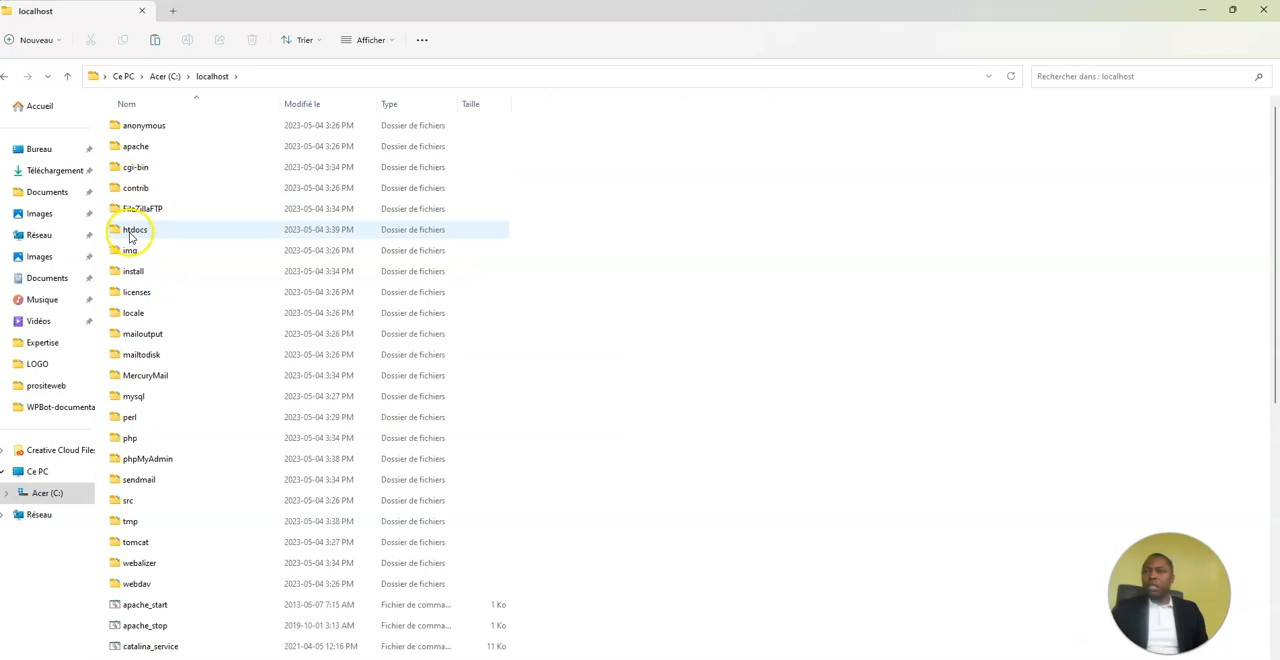 localhost
Nouveau
Trier
Afficher
Ce PC > Acer (C:) > localhost >
Rechercher dans : localhost
Nom Modifié le Type Taille
Accueil
Bureau
Téléchargement
Documents
Images
Réseau
Images
Documents
Musique
Vidéos
Expertise
LOGO
prositeweb
WPBot-documenta
Creative Cloud Files
Ce PC
Acer (C:)
Réseau
anonymous 2023-05-04 3:26 PM Dossier de fichiers
apache 2023-05-04 3:26 PM Dossier de fichiers
cgi-bin 2023-05-04 3:34 PM Dossier de fichiers
contrib 2023-05-04 3:26 PM Dossier de fichiers
FileZillaFTP 2023-05-04 3:34 PM Dossier de fichiers
htdocs 2023-05-04 3:39 PM Dossier de fichiers
img 2023-05-04 3:26 PM Dossier de fichiers
install 2023-05-04 3:34 PM Dossier de fichiers
licenses 2023-05-04 3:26 PM Dossier de fichiers
locale 2023-05-04 3:26 PM Dossier de fichiers
mailoutput 2023-05-04 3:26 PM Dossier de fichiers
mailtodisk 2023-05-04 3:26 PM Dossier de fichiers
MercuryMail 2023-05-04 3:34 PM Dossier de fichiers
mysql 2023-05-04 3:27 PM Dossier de fichiers
perl 2023-05-04 3:29 PM Dossier de fichiers
php 2023-05-04 3:34 PM Dossier de fichiers
phpMyAdmin 2023-05-04 3:38 PM Dossier de fichiers
sendmail 2023-05-04 3:34 PM Dossier de fichiers
src 2023-05-04 3:26 PM Dossier de fichiers
tmp 2023-05-04 3:38 PM Dossier de fichiers
tomcat 2023-05-04 3:27 PM Dossier de fichiers
webalizer 2023-05-04 3:34 PM Dossier de fichiers
webdav 2023-05-04 3:26 PM Dossier de fichiers
apache_start 2013-06-07 7:15 AM Fichier de comma... 1 Ko
apache_stop 2019-10-01 3:13 AM Fichier de comma... 1 Ko
catalina_service 2021-04-05 12:16 PM Fichier de comma... 11 Ko